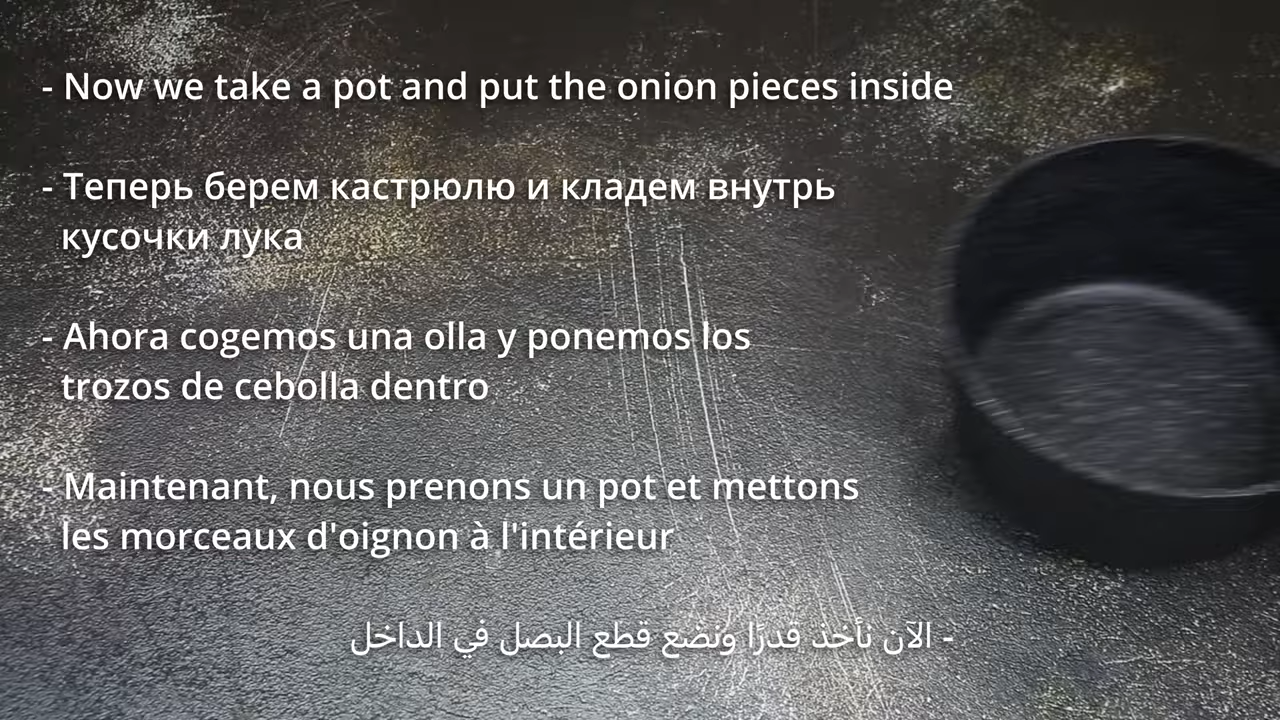 - Now we take a pot and put the onion pieces inside
- Теперь берем кастрюлю и кладем внутрь
кусочки лука
- Ahora cogemos una olla y ponemos los
trozos de cebolla dentro
- Maintenant, nous prenons un pot et mettons
les morceaux d'oignon à l'intérieur
- الآن نأخذ قدرًا ونضع قطع البصل في الداخل